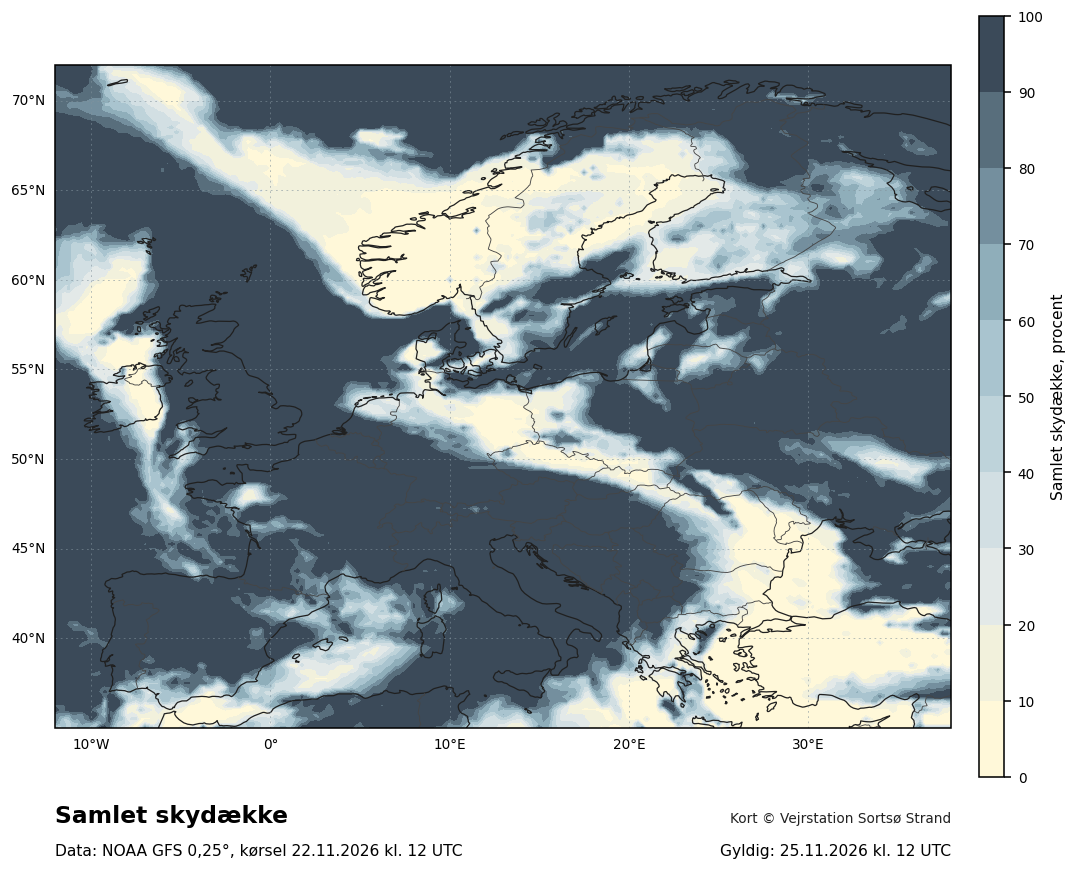 100
90
80
70
60
50
40
30
20
10
0
Samlet skydække, procent
70°N
65°N
60°N
55°N
50°N
45°N
40°N
10°W
0°
10°E
20°E
30°E
Samlet skydække
Kort © Vejrstation Sortsø Strand
Data: NOAA GFS 0,25°, kørsel 22.11.2026 kl. 12 UTC
Gyldig: 25.11.2026 kl. 12 UTC